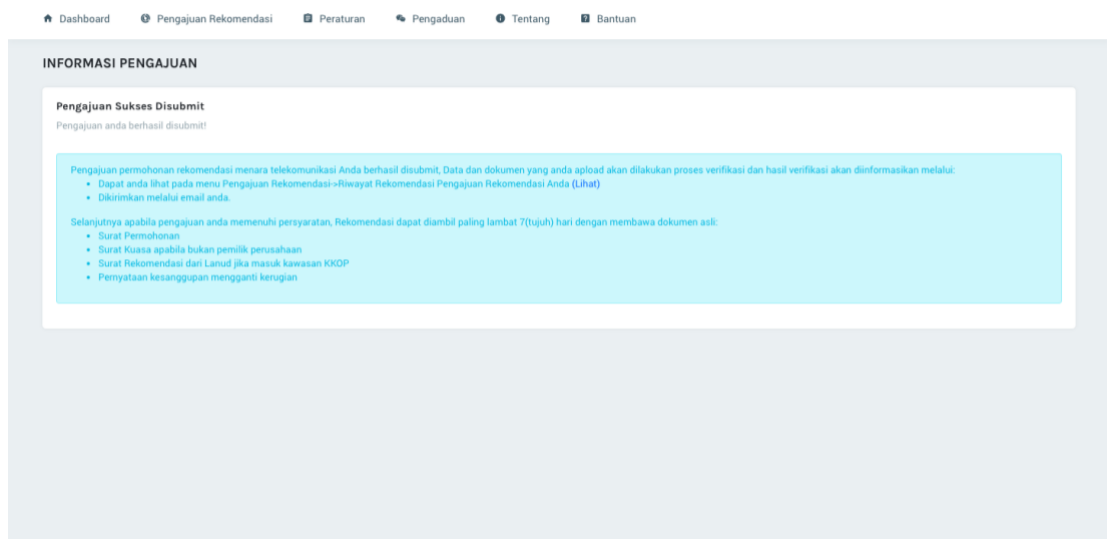 Dashboard Pengajuan Rekomendasi Peraturan Pengaduan Tentang Bantuan
INFORMASI PENGAJUAN
Pengajuan Sukses Disubmit
Pengajuan anda berhasil disubmit!
Pengajuan permohonan rekomendasi menara telekomunikasi Anda berhasil disubmit, Data dan dokumen yang anda apload akan dilakukan proses verifikasi dan hasil verifikasi akan diinformasikan melalui:
• Dapat anda lihat pada menu Pengajuan Rekomendasi->Riwayat Rekomendasi Pengajuan Rekomendasi Anda (Lihat)
• Dikirimkan melalui email anda.
Selanjutnya apabila pengajuan anda memenuhi persyaratan, Rekomendasi dapat diambil paling lambat 7(tujuh) hari dengan membawa dokumen asli:
• Surat Permohonan
• Surat Kuasa apabila bukan pemilik perusahaan
• Surat Rekomendasi dari Lanud jika masuk kawasan KKOP
• Pernyataan kesanggupan mengganti kerugian